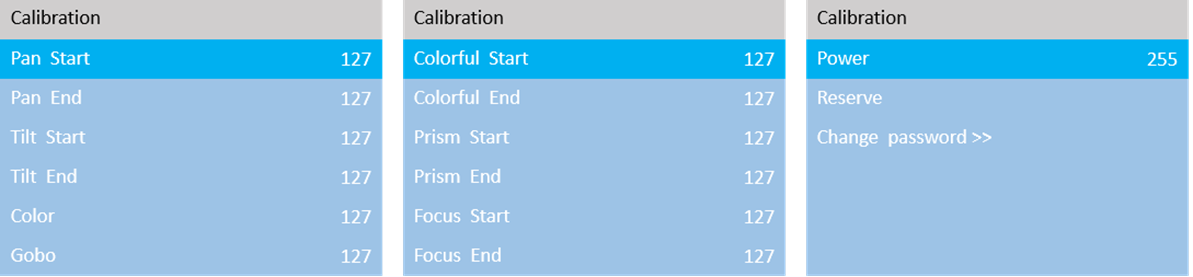 Calibration
Pan Start 127
Pan End 127
Tilt Start 127
Tilt End 127
Color 127
Gobo 127
Calibration
Colorful Start 127
Colorful End 127
Prism Start 127
Prism End 127
Focus Start 127
Focus End 127
Calibration
Power 255
Reserve
Change password >>